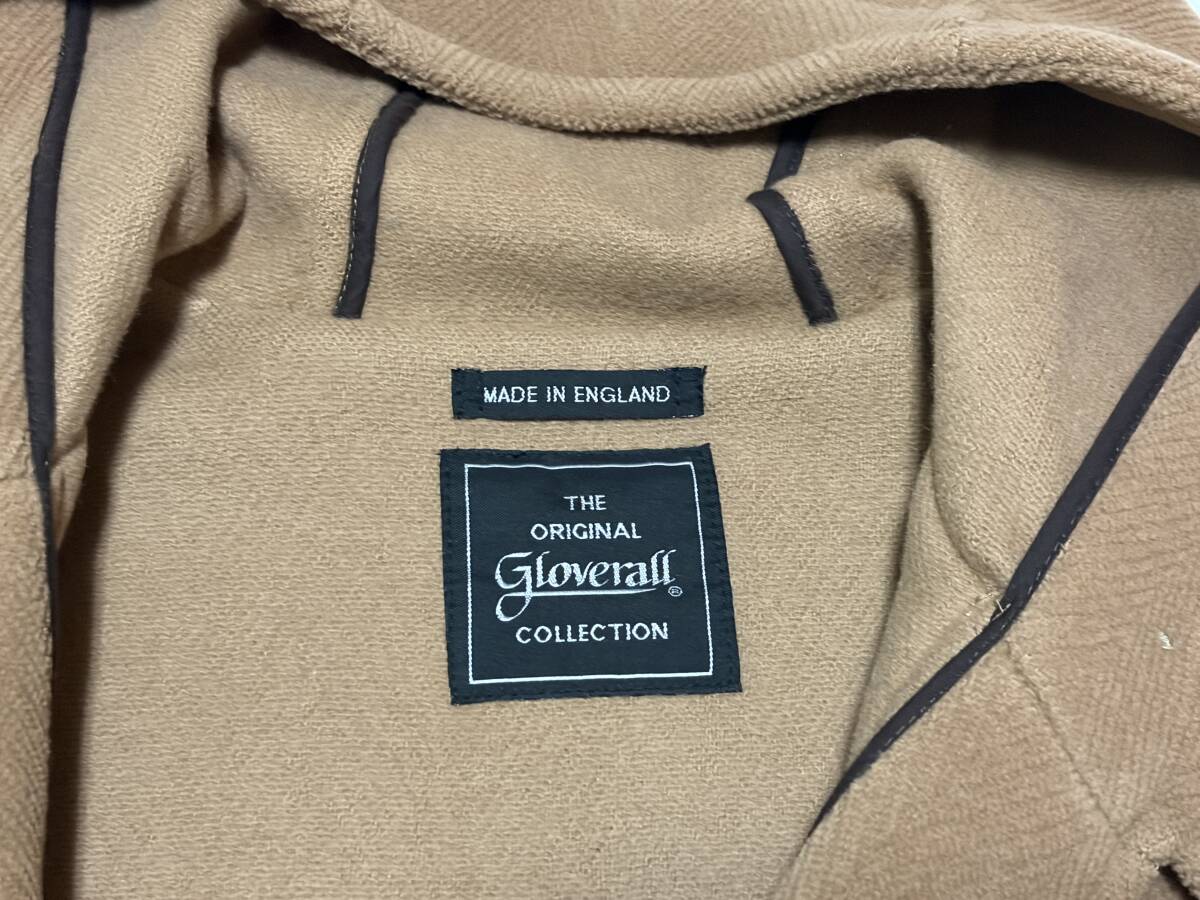 MADE IN ENGLAND
THE
ORIGINAL
Gloverall ®
COLLECTION